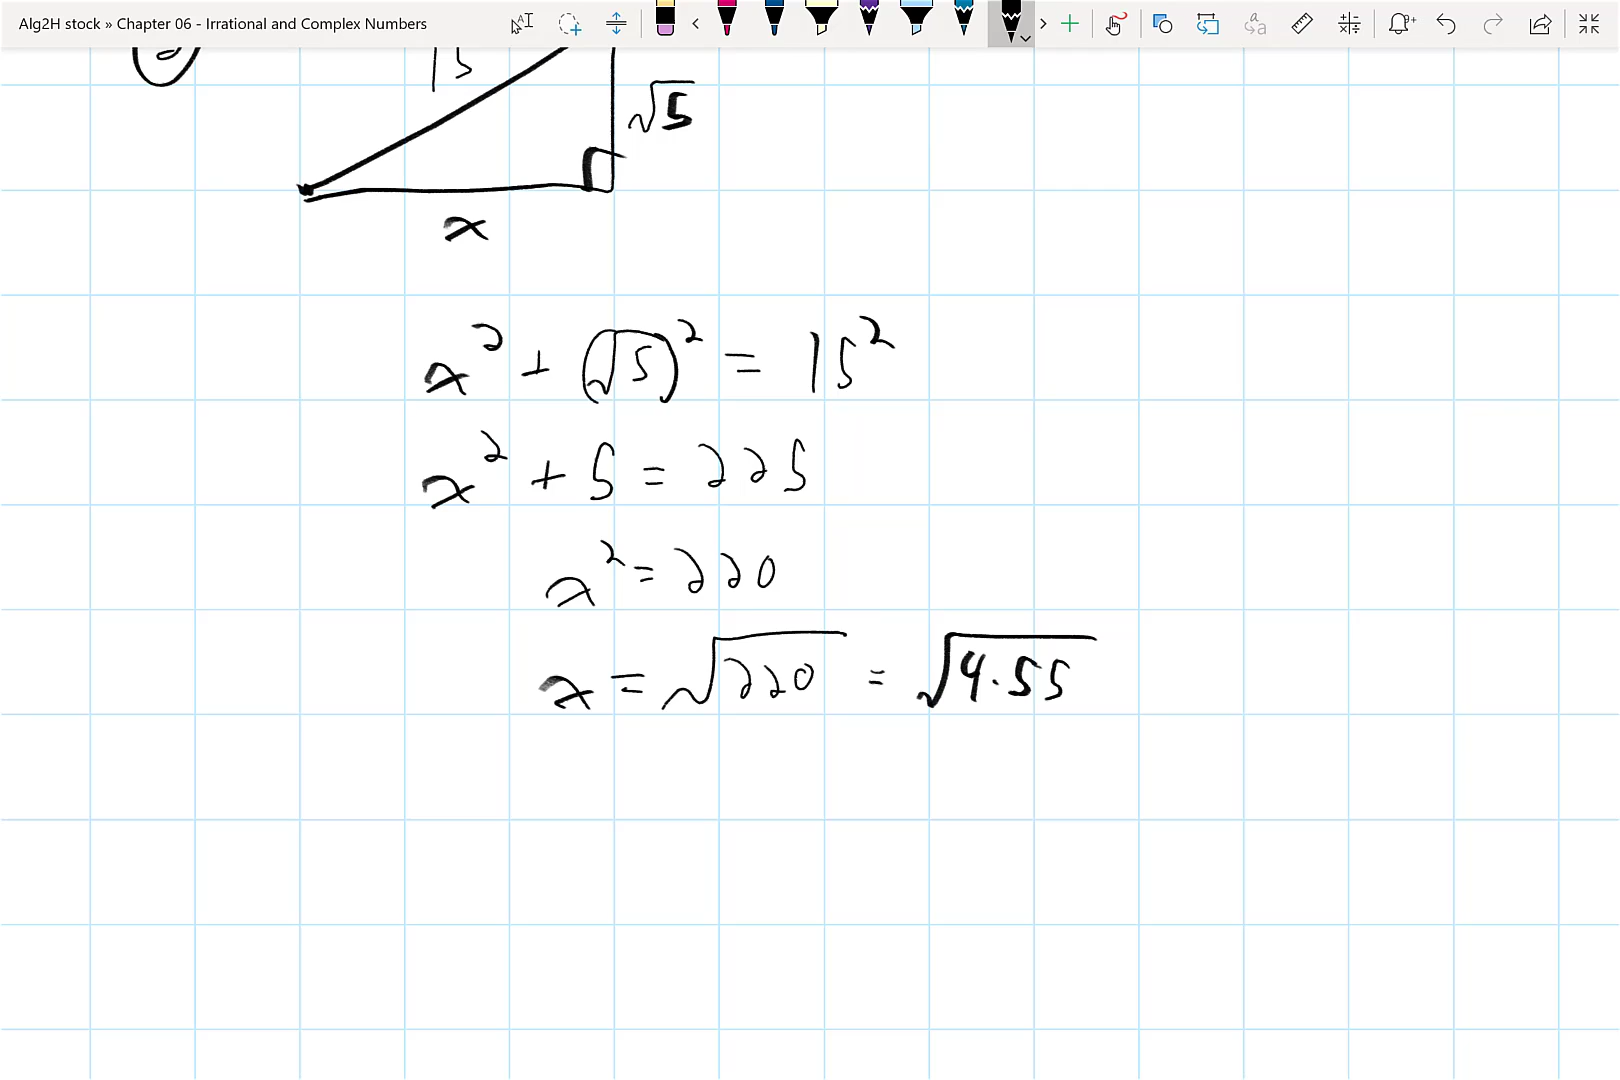 Alg2H stock » Chapter 06 - Irrational and Complex Numbers
15
√5
x
x² + (√5)² = 15²
x² + 5 = 225
x² = 220
x = √220 = √4·55